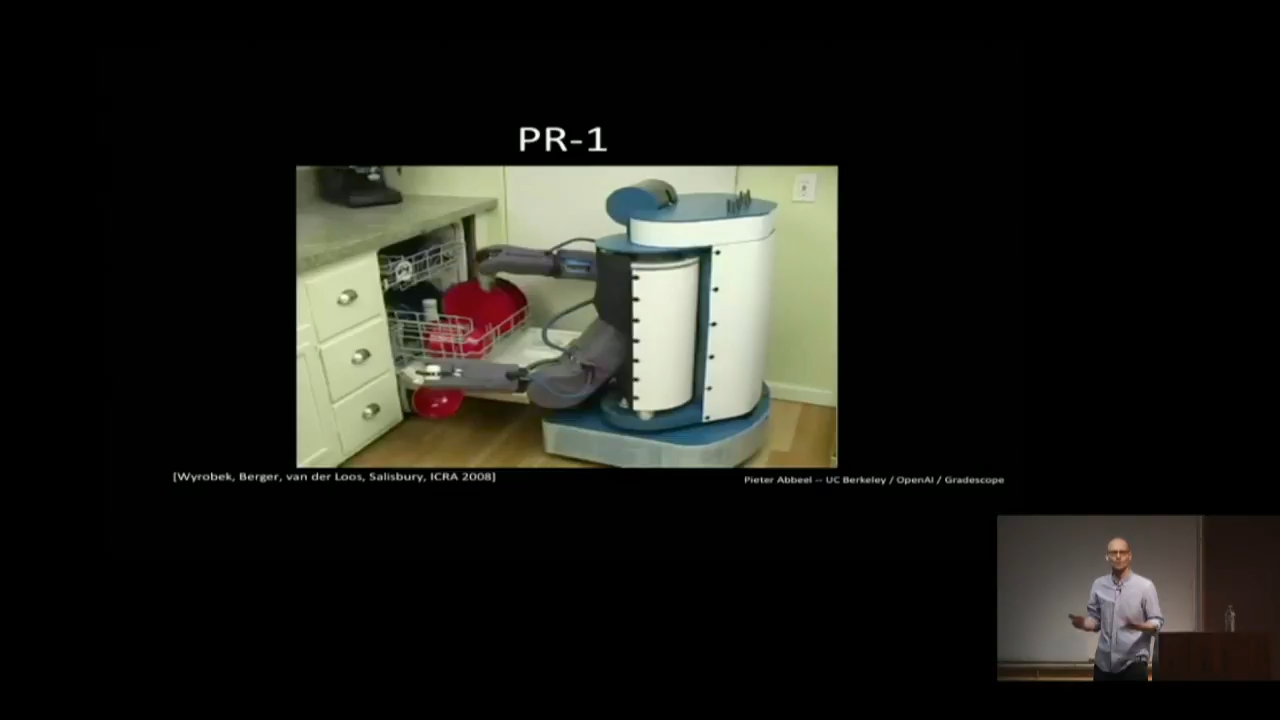 PR-1
[Wyrobek, Berger, van der Loos, Salisbury, ICRA 2008]
Pieter Abbeel -- UC Berkeley / OpenAI / Gradescope